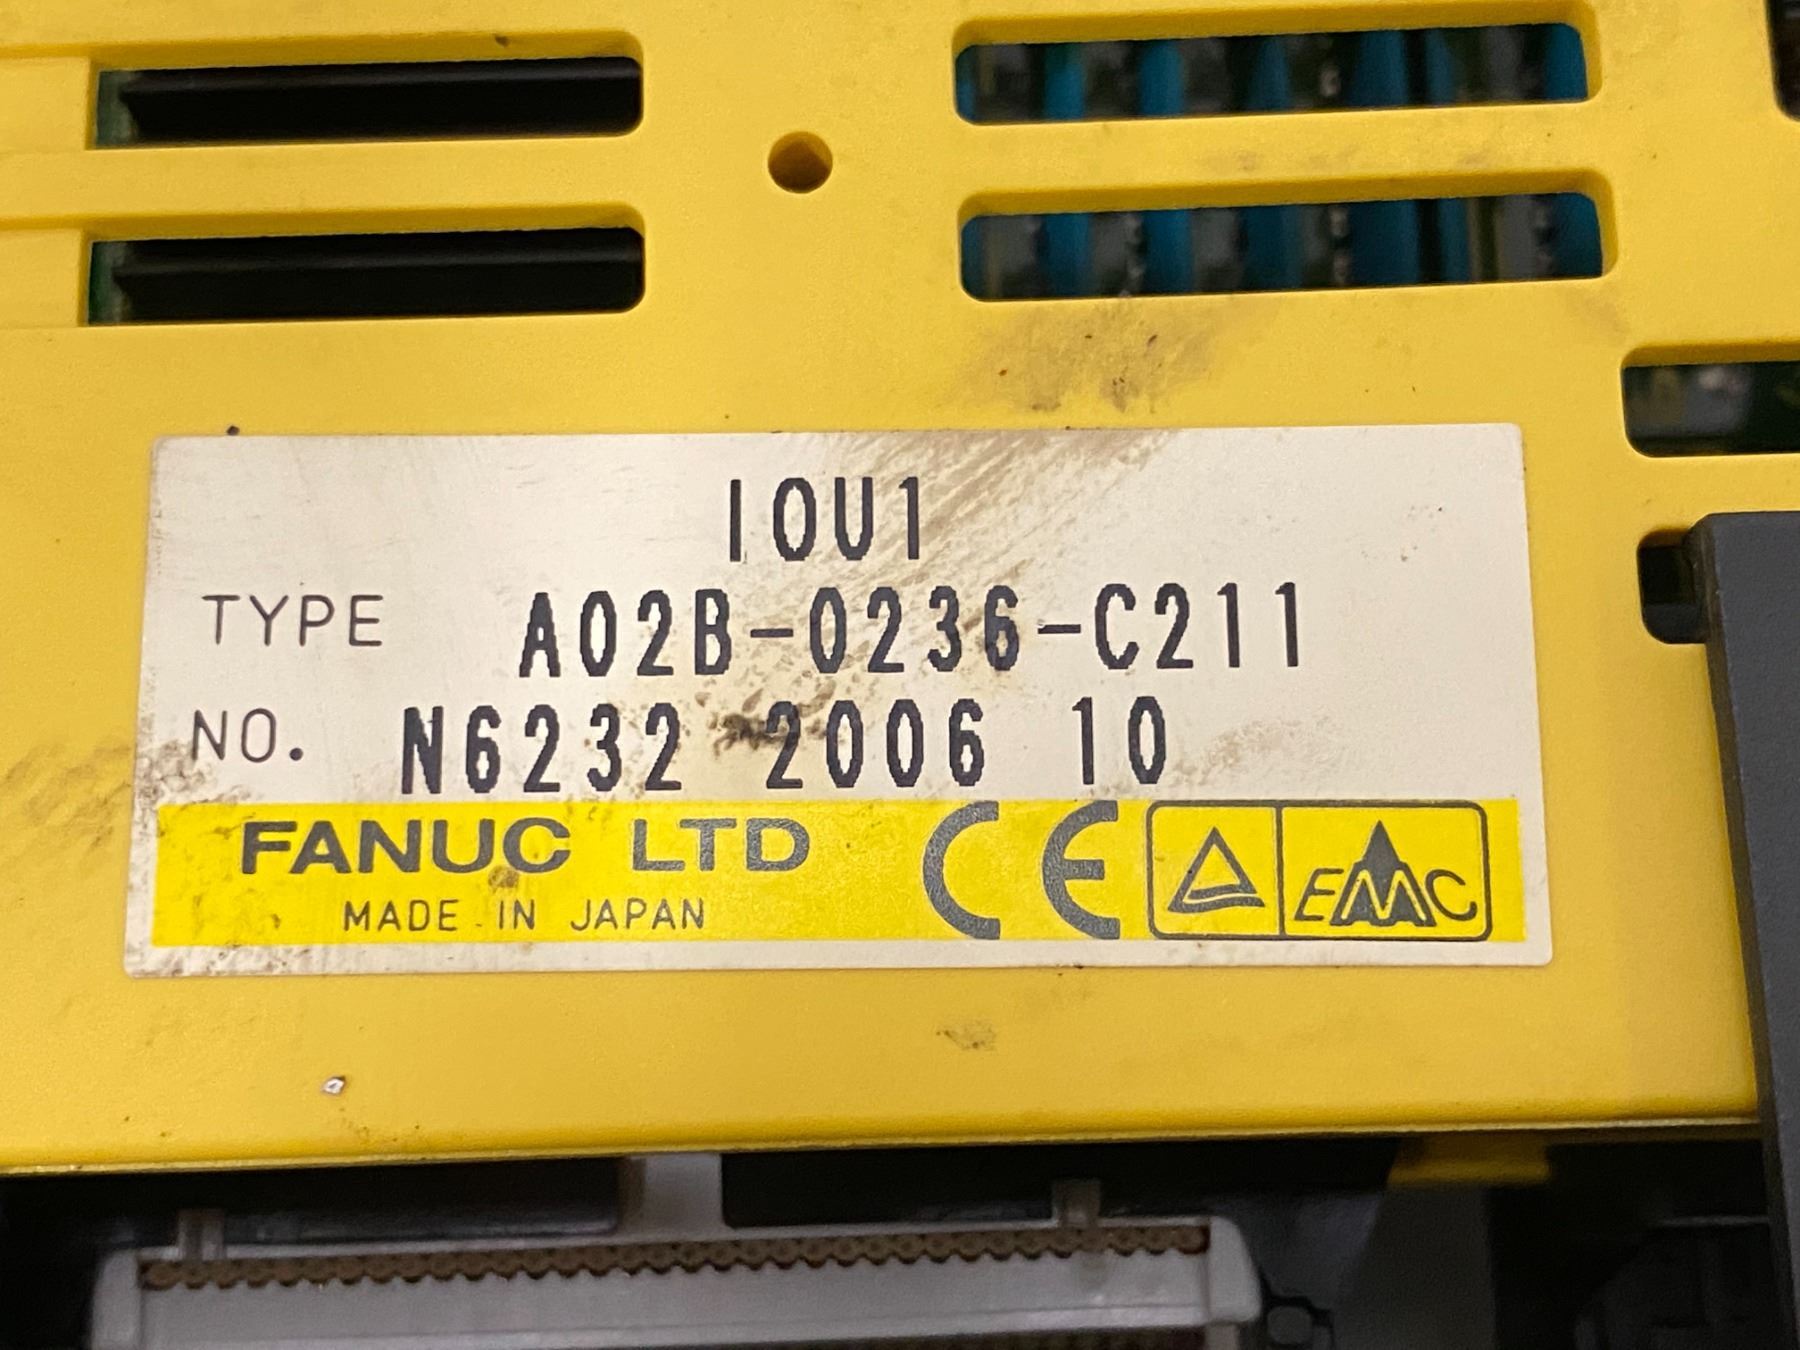 IOU1
TYPE A02B-0236-C211
NO. N6232 2006 10
FANUC LTD CE EMC
MADE IN JAPAN